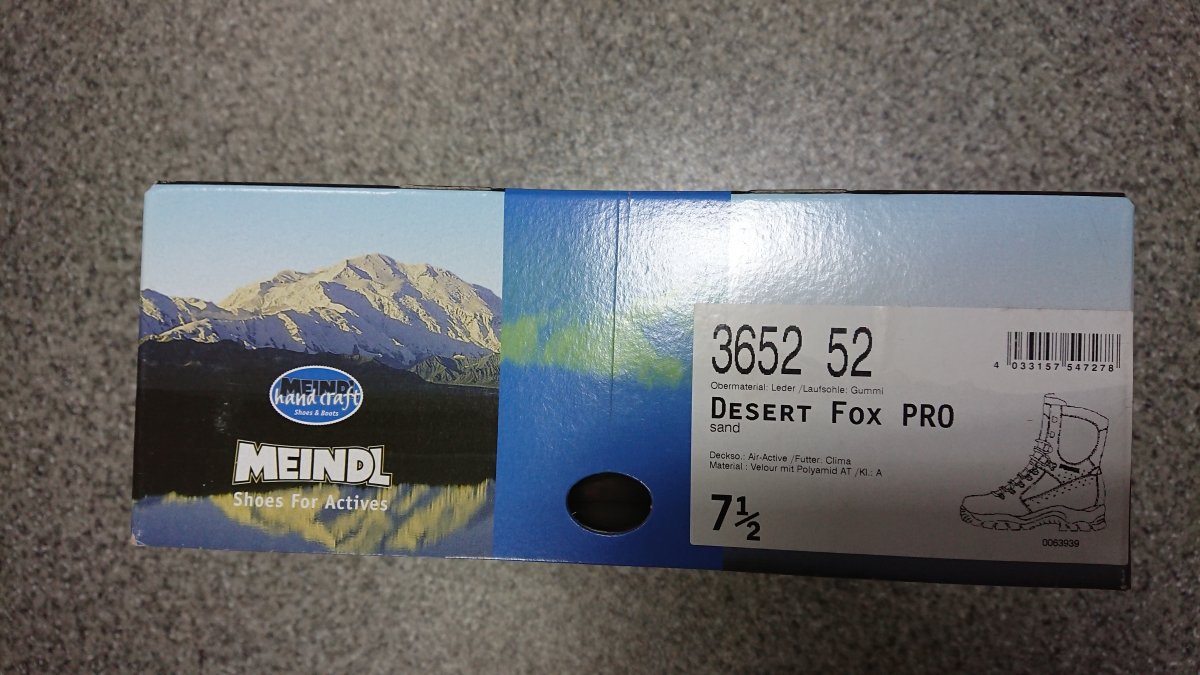 MEINDL
hand craft
Shoes & Boots
MEINDL
Shoes For Actives
3652 52
Obermaterial: Leder /Laufsohle: Gummi
DESERT FOX PRO
sand
Deckso.: Air-Active /Futter: Clima
Material : Velour mit Polyamid AT /Kl.: A
7½
4 033157 547278
0063939